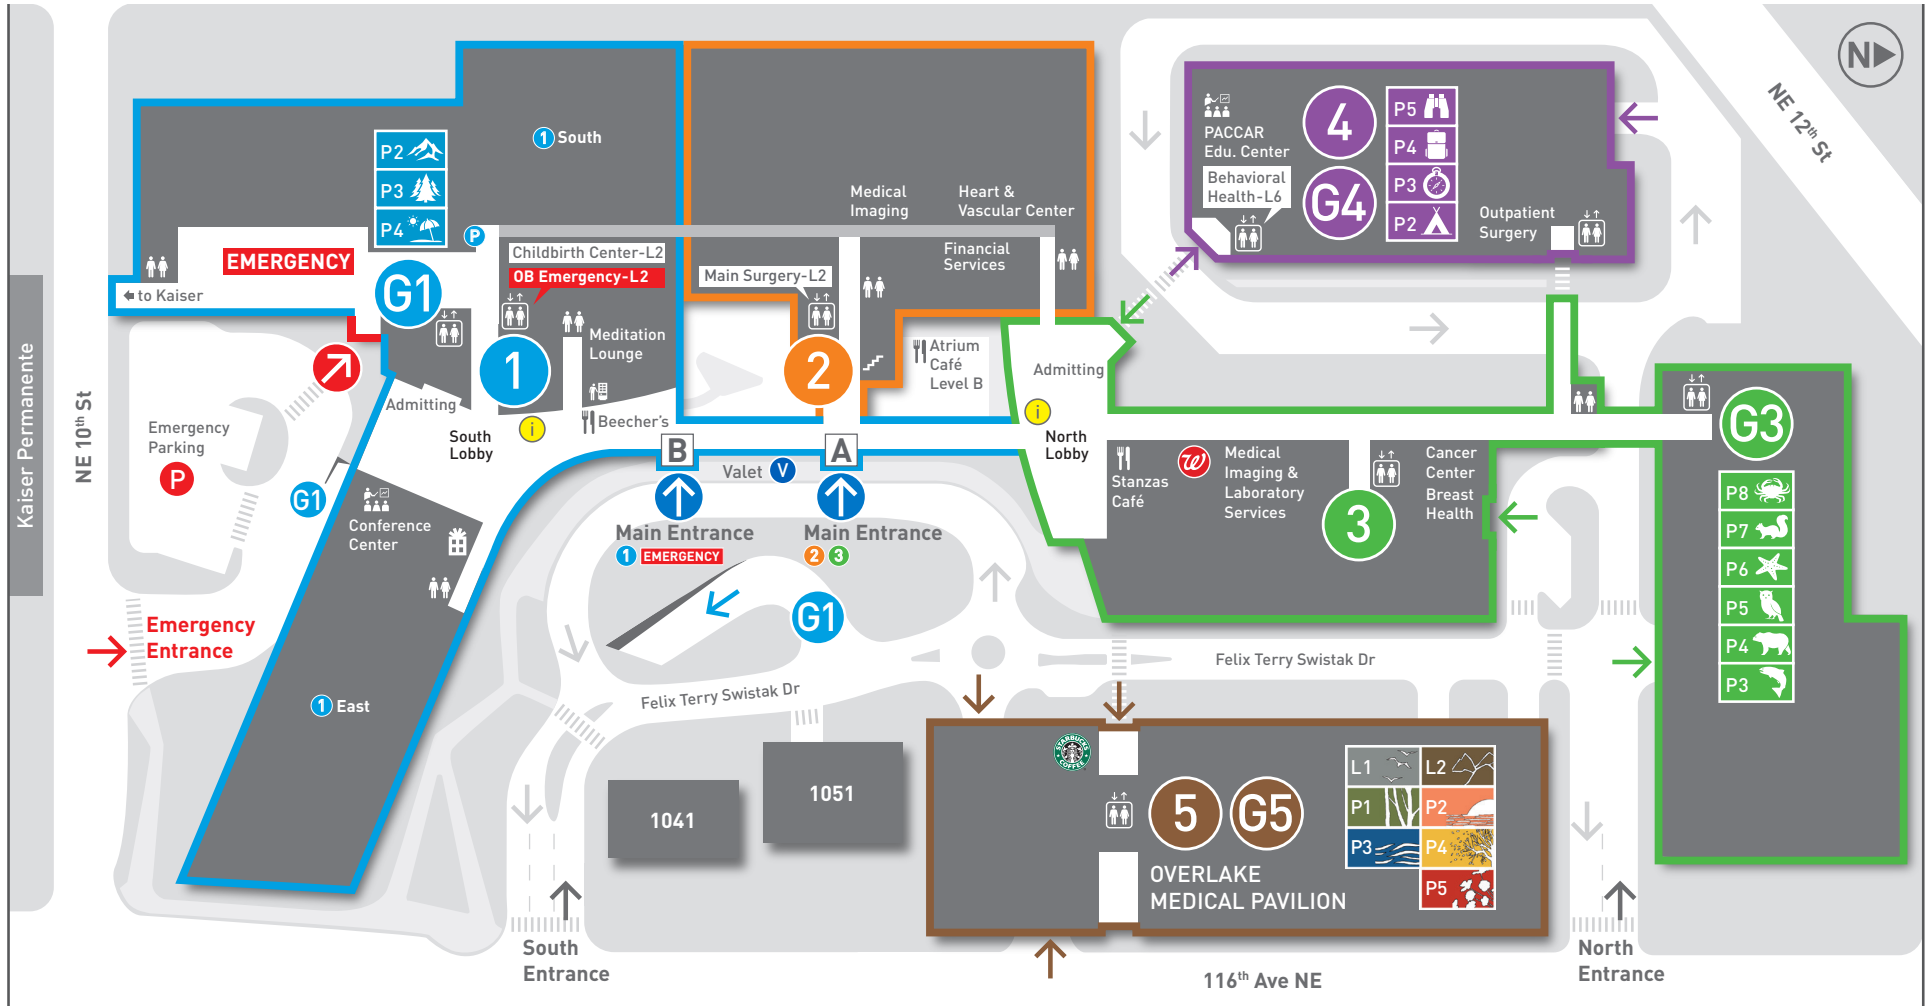 Kaiser Permanente
NE 10th St
NE 12th St
N
1 South
P2
P3
P4
P
EMERGENCY
G1
to Kaiser
Childbirth Center-L2
OB Emergency-L2
Meditation
Lounge
1
Admitting
South
Lobby
i
Beecher's
Medical
Imaging
Heart &
Vascular Center
Financial
Services
Main Surgery-L2
2
Atrium
Café
Level B
PACCAR
Edu. Center
Behavioral
Health-L6
4
G4
P5
P4
P3
P2
Outpatient
Surgery
Admitting
i
North
Lobby
Stanzas
Café
W
Medical
Imaging &
Laboratory
Services
3
Cancer
Center
Breast
Health
G3
P8
P7
P6
P5
P4
P3
Emergency
Parking
P
G1
Conference
Center
B
A
Valet V
Main Entrance
1 EMERGENCY
Main Entrance
2 3
G1
Emergency
Entrance
1 East
Felix Terry Swistak Dr
Felix Terry Swistak Dr
1041
1051
STARBUCKS
COFFEE
5
G5
OVERLAKE
MEDICAL PAVILION
L1
L2
P1
P2
P3
P4
P5
South
Entrance
116th Ave NE
North
Entrance